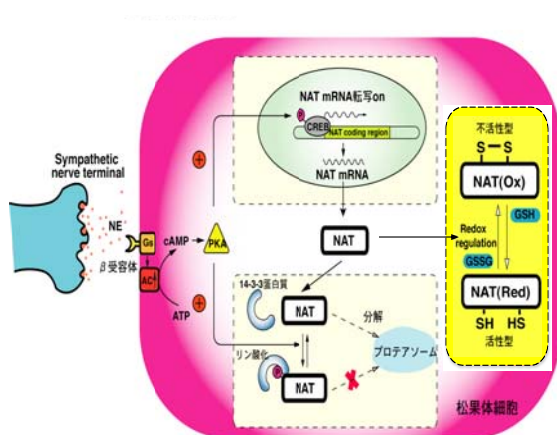 NAT mRNA転写on
P
CREB
NAT coding region
NAT mRNA
Sympathetic
nerve terminal
NE
Gs
β受容体
AC
cAMP
ATP
PKA
+
+
NAT
14-3-3蛋白質
NAT
分解
プロテアソーム
リン酸化
P
NAT
不活性型
S－S
NAT(Ox)
GSH
Redox
regulation
GSSG
NAT(Red)
SH HS
活性型
松果体細胞